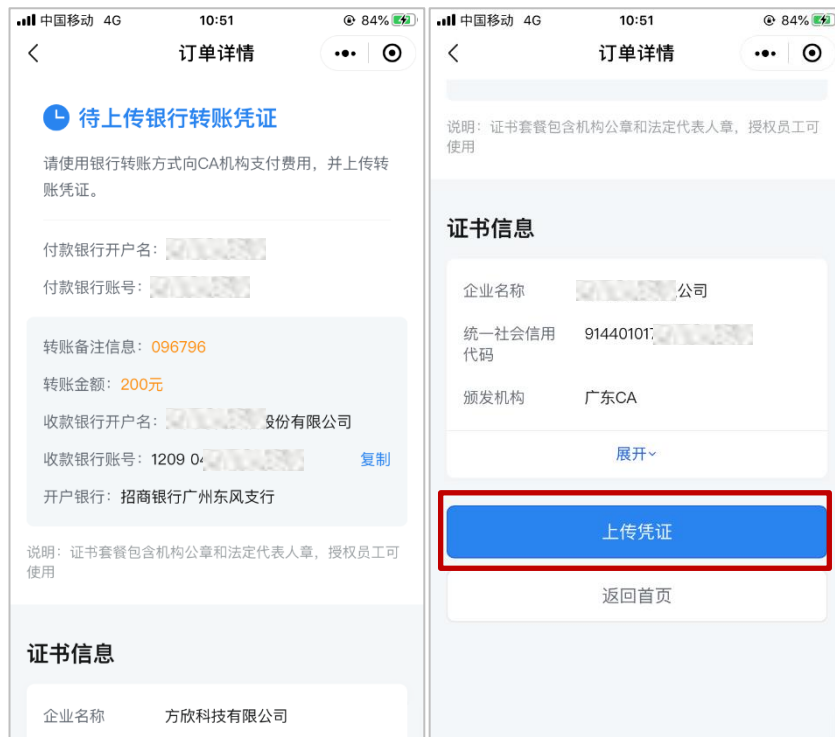 中国移动 4G
10:51
84%
订单详情
待上传银行转账凭证
请使用银行转账方式向CA机构支付费用，并上传转
账凭证。
付款银行开户名：
付款银行账号：
转账备注信息：096796
转账金额：200元
收款银行开户名： 股份有限公司
收款银行账号：1209 04
复制
开户银行：招商银行广州东风支行
说明：证书套餐包含机构公章和法定代表人章，授权员工可
使用
证书信息
企业名称 方欣科技有限公司
中国移动 4G
10:51
84%
订单详情
说明：证书套餐包含机构公章和法定代表人章，授权员工可
使用
证书信息
企业名称 公司
统一社会信用 914401017
代码
颁发机构 广东CA
展开
上传凭证
返回首页